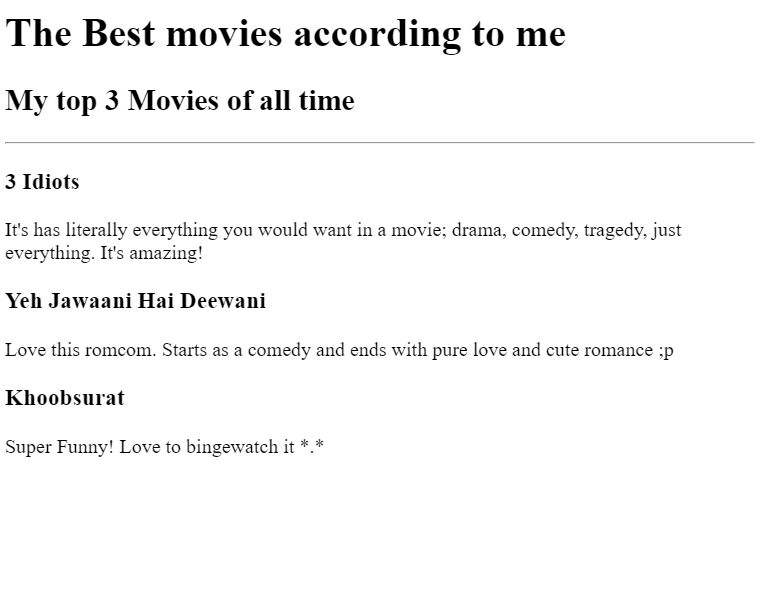 The Best movies according to me
My top 3 Movies of all time
3 Idiots
It's has literally everything you would want in a movie; drama, comedy, tragedy, just
everything. It's amazing!
Yeh Jawaani Hai Deewani
Love this romcom. Starts as a comedy and ends with pure love and cute romance ;p
Khoobsurat
Super Funny! Love to bingewatch it *.*